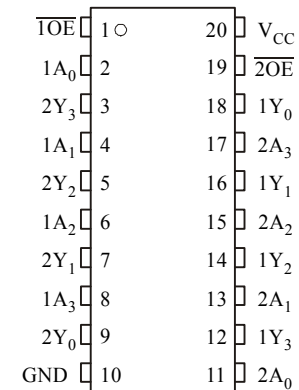 1OE 1 20 VCC
1A0 2 19 2OE
2Y3 3 18 1Y0
1A1 4 17 2A3
2Y2 5 16 1Y1
1A2 6 15 2A2
2Y1 7 14 1Y2
1A3 8 13 2A1
2Y0 9 12 1Y3
GND 10 11 2A0